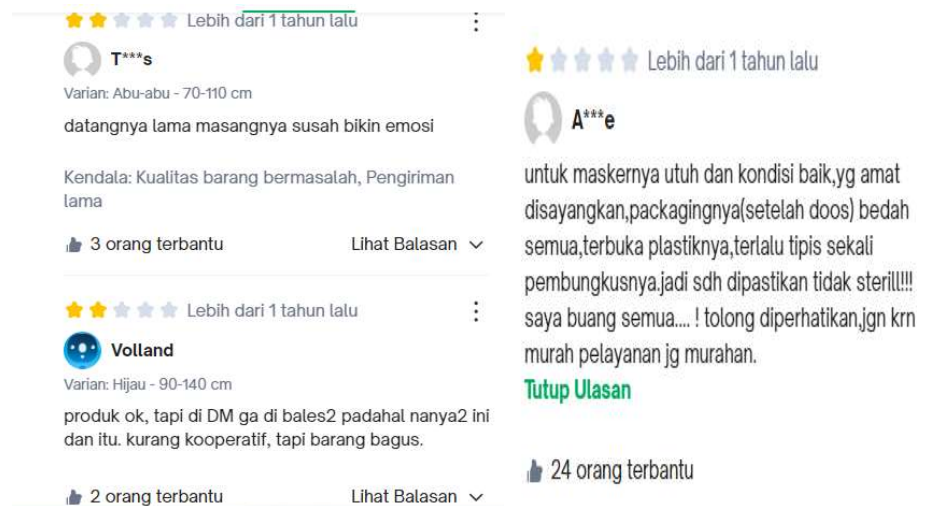 Lebih dari 1 tahun lalu
T***s
Varian: Abu-abu - 70-110 cm
datangnya lama masangnya susah bikin emosi
Kendala: Kualitas barang bermasalah, Pengiriman
lama
3 orang terbantu
Lihat Balasan
Lebih dari 1 tahun lalu
Volland
Varian: Hijau - 90-140 cm
produk ok, tapi di DM ga di bales2 padahal nanya2 ini
dan itu. kurang kooperatif, tapi barang bagus.
2 orang terbantu
Lihat Balasan
Lebih dari 1 tahun lalu
A***e
untuk maskernya utuh dan kondisi baik,yg amat
disayangkan,packagingnya(setelah doos) bedah
semua,terbuka plastiknya,terlalu tipis sekali
pembungkusnya.jadi sdh dipastikan tidak sterill!!!
saya buang semua.... ! tolong diperhatikan,jgn krn
murah pelayanan jg murahan.
Tutup Ulasan
24 orang terbantu